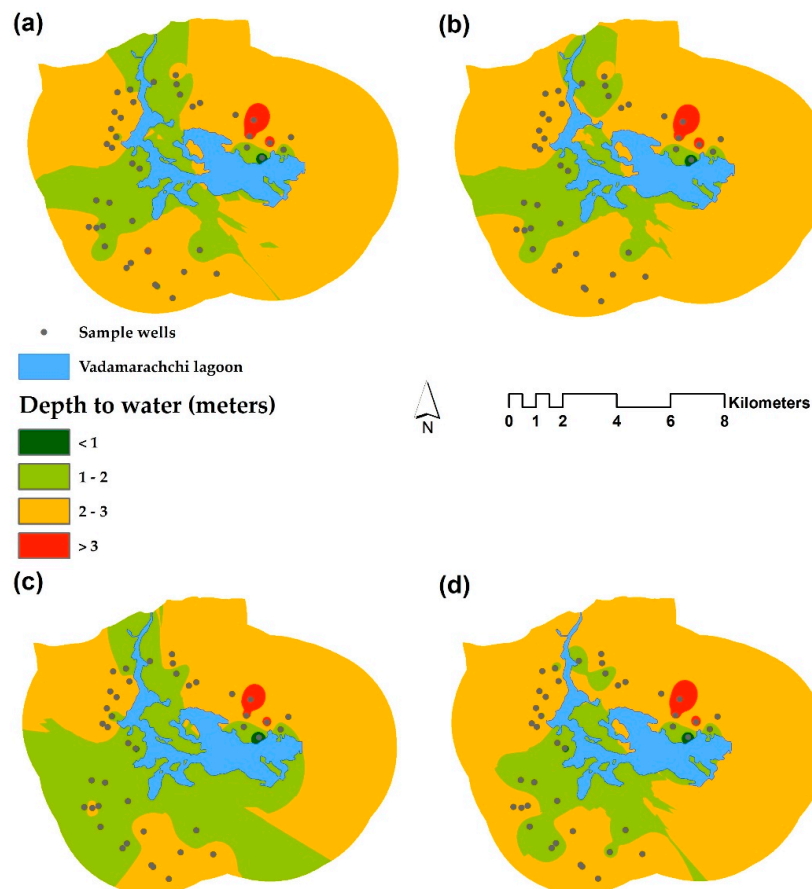 (a)
(b)
Sample wells
Vadamarachchi lagoon
Depth to water (meters)
< 1
1 - 2
2 - 3
> 3
N
Kilometers
0 1 2 4 6 8
(c)
(d)